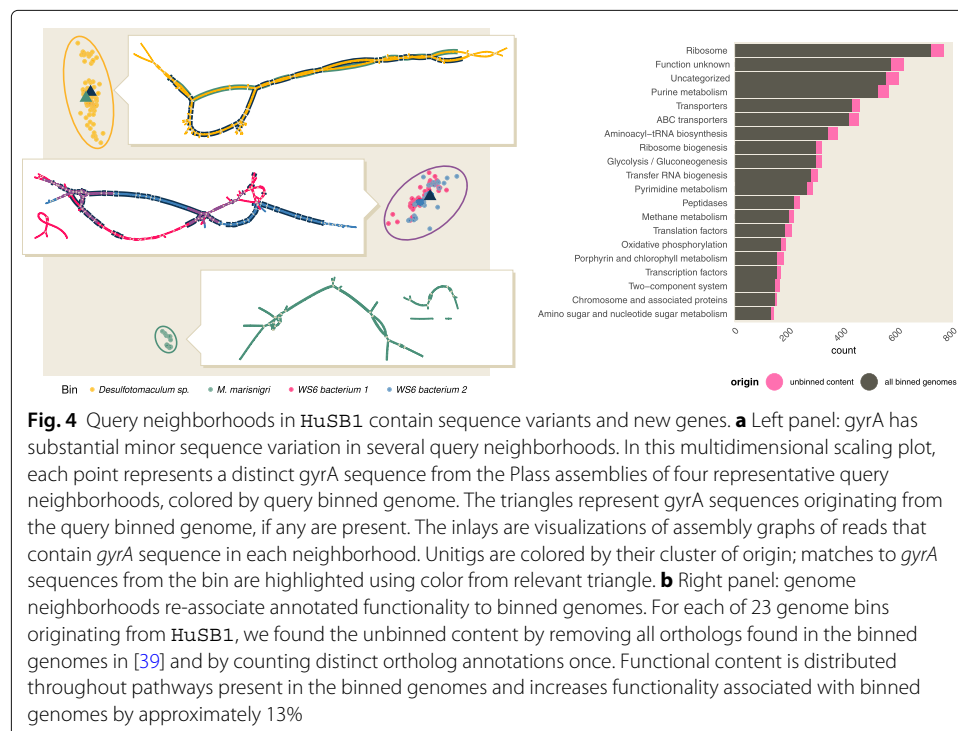 Bin Desulfotomaculum sp. M. marisnigri WS6 bacterium 1 WS6 bacterium 2
Ribosome
Function unknown
Uncategorized
Purine metabolism
Transporters
ABC transporters
Aminoacyl−tRNA biosynthesis
Ribosome biogenesis
Glycolysis / Gluconeogenesis
Transfer RNA biogenesis
Pyrimidine metabolism
Peptidases
Methane metabolism
Translation factors
Oxidative phosphorylation
Porphyrin and chlorophyll metabolism
Transcription factors
Two−component system
Chromosome and associated proteins
Amino sugar and nucleotide sugar metabolism
0 200 400 600 800
count
origin unbinned content all binned genomes
Fig. 4 Query neighborhoods in HuSB1 contain sequence variants and new genes. a Left panel: gyrA has
substantial minor sequence variation in several query neighborhoods. In this multidimensional scaling plot,
each point represents a distinct gyrA sequence from the Plass assemblies of four representative query
neighborhoods, colored by query binned genome. The triangles represent gyrA sequences originating from
the query binned genome, if any are present. The inlays are visualizations of assembly graphs of reads that
contain gyrA sequence in each neighborhood. Unitigs are colored by their cluster of origin; matches to gyrA
sequences from the bin are highlighted using color from relevant triangle. b Right panel: genome
neighborhoods re-associate annotated functionality to binned genomes. For each of 23 genome bins
originating from HuSB1, we found the unbinned content by removing all orthologs found in the binned
genomes in [39] and by counting distinct ortholog annotations once. Functional content is distributed
throughout pathways present in the binned genomes and increases functionality associated with binned
genomes by approximately 13%